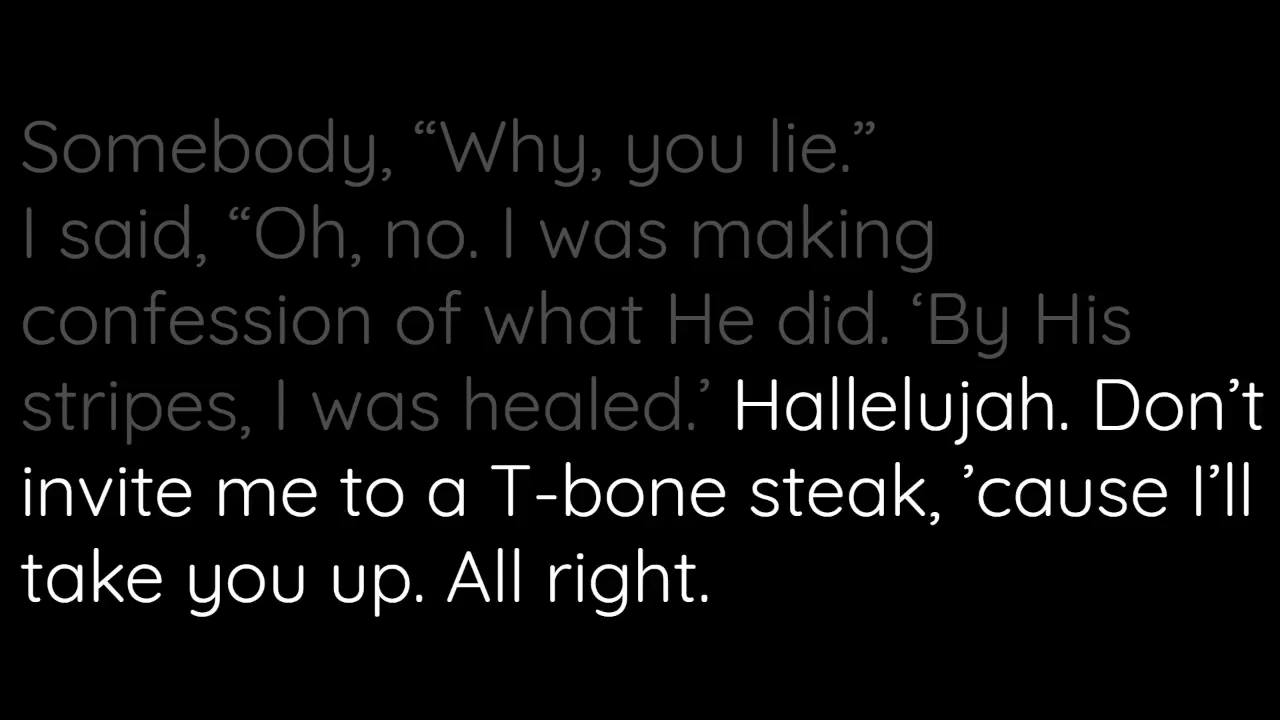 Somebody, “Why, you lie.”
I said, “Oh, no. I was making
confession of what He did. ‘By His
stripes, I was healed.’ Hallelujah. Don’t
invite me to a T-bone steak, ’cause I’ll
take you up. All right.